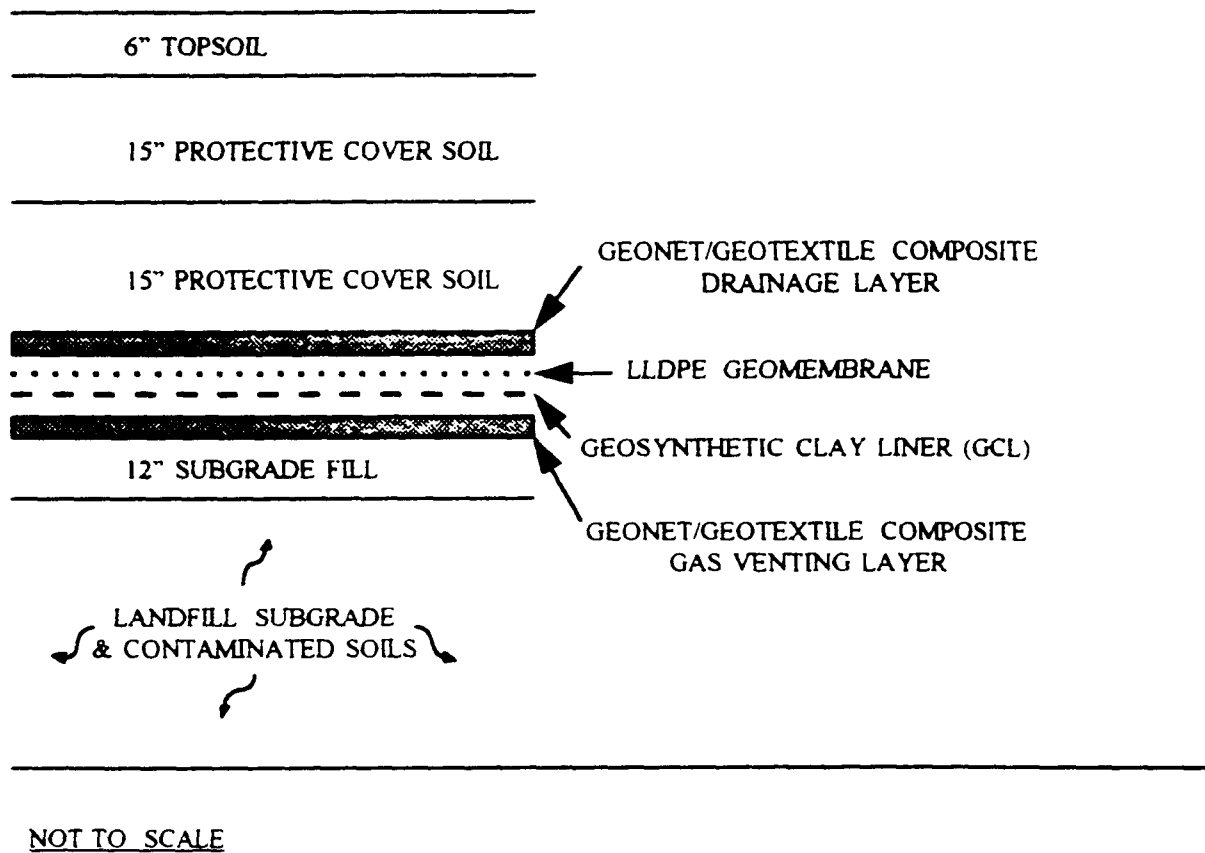 6" TOPSOIL
15" PROTECTIVE COVER SOIL
15" PROTECTIVE COVER SOIL
GEONET/GEOTEXTILE COMPOSITE
DRAINAGE LAYER
LLDPE GEOMEMBRANE
GEOSYNTHETIC CLAY LINER (GCL)
12" SUBGRADE FILL
GEONET/GEOTEXTILE COMPOSITE
GAS VENTING LAYER
LANDFILL SUBGRADE
& CONTAMINATED SOILS
NOT TO SCALE